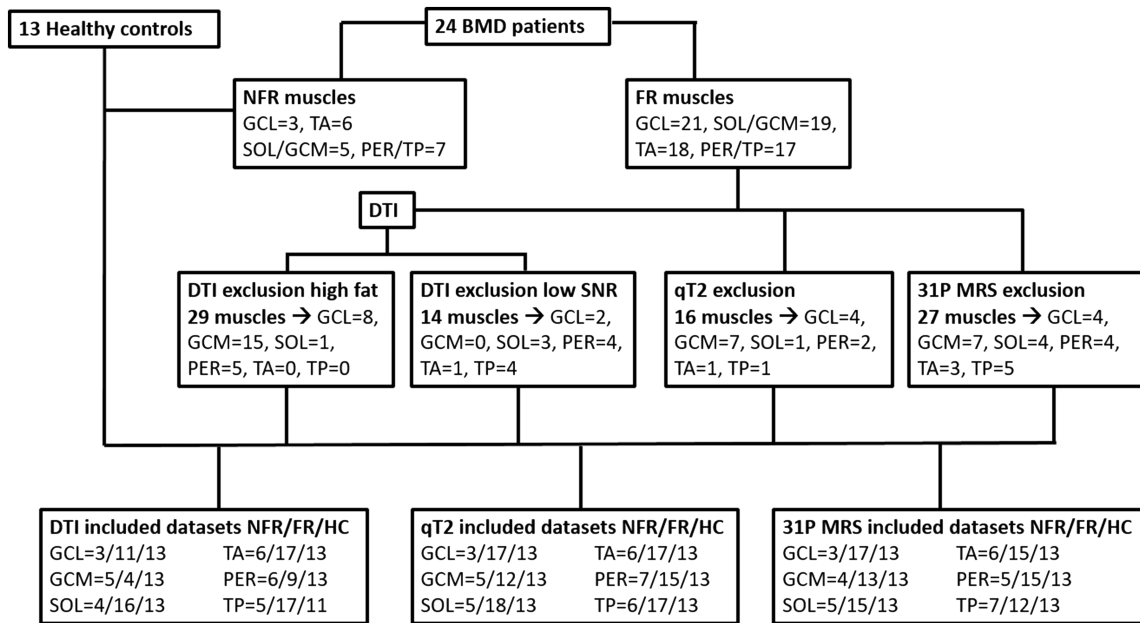 13 Healthy controls
24 BMD patients
NFR muscles
GCL=3, TA=6
SOL/GCM=5, PER/TP=7
FR muscles
GCL=21, SOL/GCM=19,
TA=18, PER/TP=17
DTI
DTI exclusion high fat
29 muscles → GCL=8,
GCM=15, SOL=1,
PER=5, TA=0, TP=0
DTI exclusion low SNR
14 muscles → GCL=2,
GCM=0, SOL=3, PER=4,
TA=1, TP=4
qT2 exclusion
16 muscles → GCL=4,
GCM=7, SOL=1, PER=2,
TA=1, TP=1
31P MRS exclusion
27 muscles → GCL=4,
GCM=7, SOL=4, PER=4,
TA=3, TP=5
DTI included datasets NFR/FR/HC
GCL=3/11/13 TA=6/17/13
GCM=5/4/13 PER=6/9/13
SOL=4/16/13 TP=5/17/11
qT2 included datasets NFR/FR/HC
GCL=3/17/13 TA=6/17/13
GCM=5/12/13 PER=7/15/13
SOL=5/18/13 TP=6/17/13
31P MRS included datasets NFR/FR/HC
GCL=3/17/13 TA=6/15/13
GCM=4/13/13 PER=5/15/13
SOL=5/15/13 TP=7/12/13